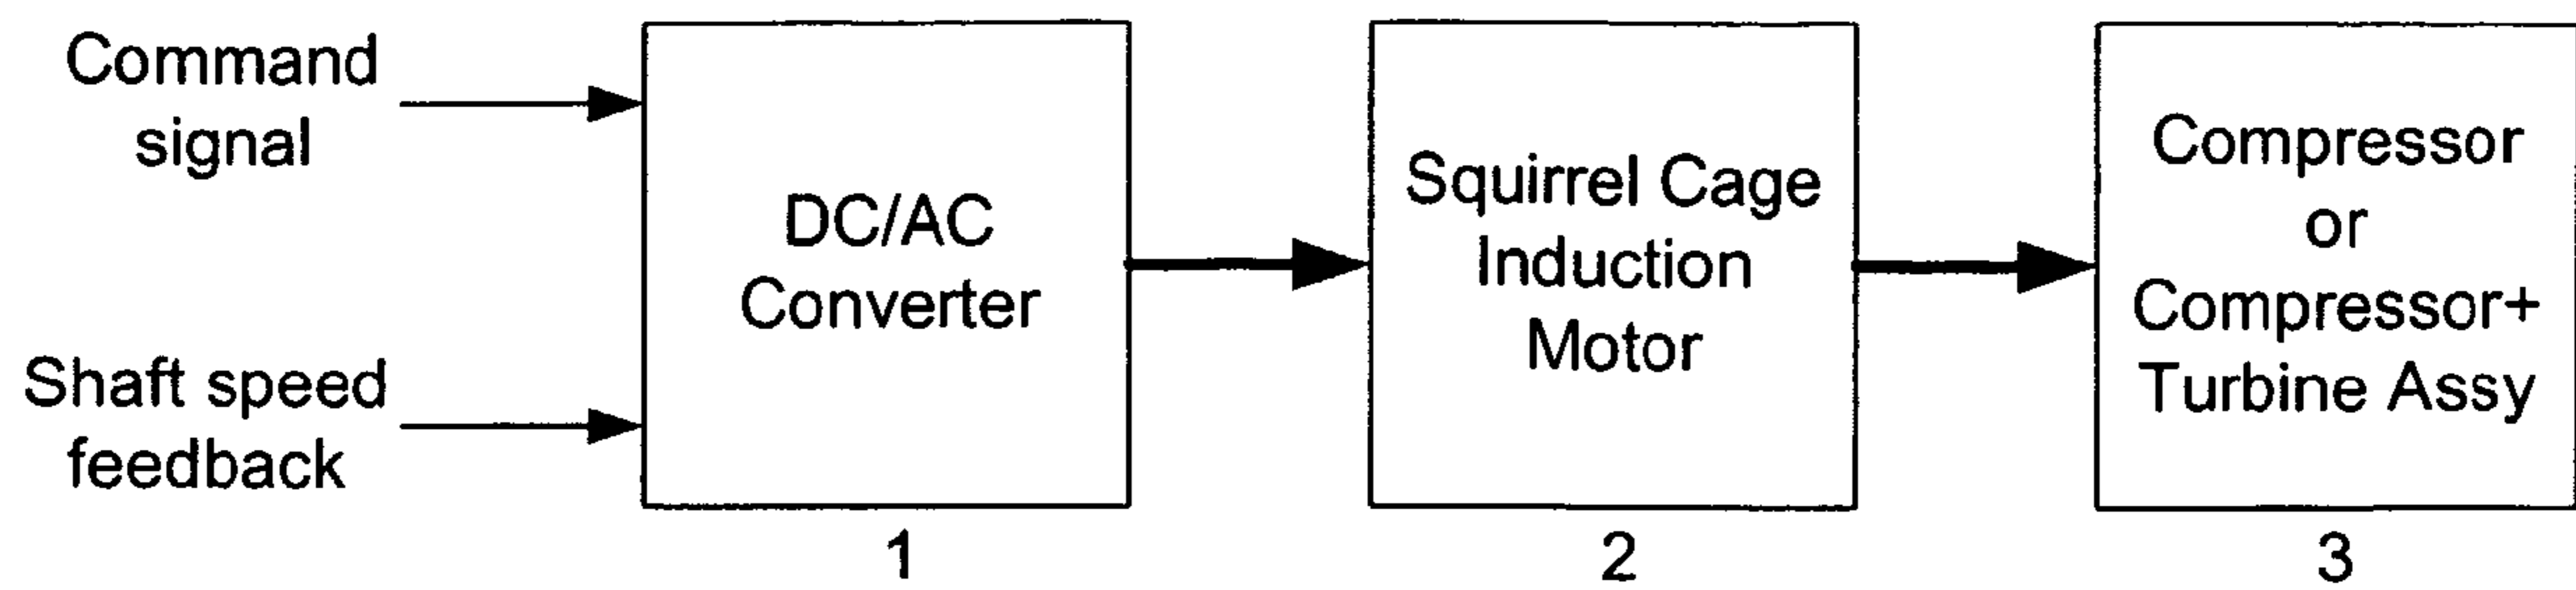 Command
signal
Shaft speed
feedback
DC/AC
Converter
1
Squirrel Cage
Induction
Motor
2
Compressor
or
Compressor+
Turbine Assy
3